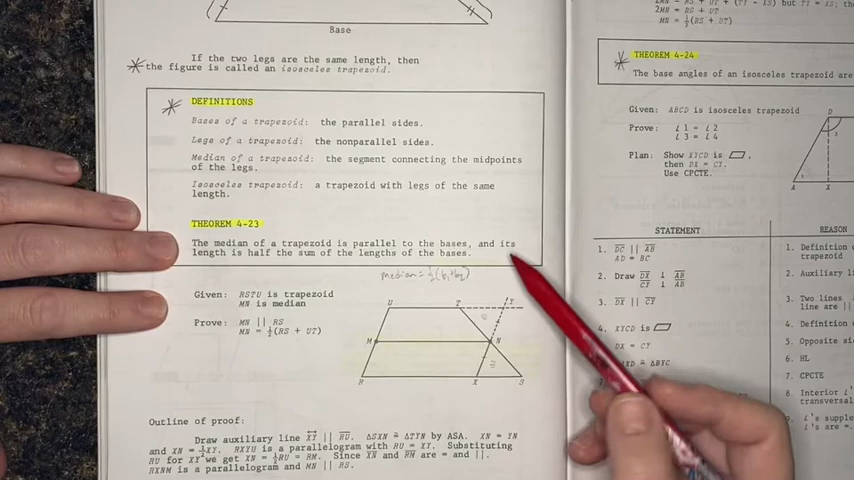 Base
If the two legs are the same length, then
the figure is called an isosceles trapezoid.
DEFINITIONS
Bases of a trapezoid: the parallel sides.
Legs of a trapezoid: the nonparallel sides.
Median of a trapezoid: the segment connecting the midpoints
of the legs.
Isosceles trapezoid: a trapezoid with legs of the same
length.
THEOREM 4-23
The median of a trapezoid is parallel to the bases, and its
length is half the sum of the lengths of the bases.
median = ½(b₁+b₂)
Given: RSTU is trapezoid
MN is median
Prove: MN || RS
MN = ½(RS + UT)
U T Y
M N
R X S
Outline of proof:
Draw auxiliary line XY || RU. ΔSXN ≅ ΔTYN by ASA. XN = YN
and XN = ½XY. RXYU is a parallelogram with RU = XY. Substituting
RU for XY we get XN = ½RU = RM. Since XN and RM are = and ||,
RXNM is a parallelogram and MN || RS.
2MN = RS + UT
MN = ½(RS + UT)
THEOREM 4-24
The base angles of an isosceles trapezoid are
Given: ABCD is isosceles trapezoid
Prove: ∠1 = ∠2
∠3 = ∠4
Plan: Show XYCD is ▱,
then DX = CY.
Use CPCTE.
D
A X
STATEMENT REASON
1. DC || AB 1. Definition
AD = BC trapezoid
2. Draw DX ⊥ AB 2. Auxiliary
CY ⊥ AB
3. DX || CY 3. Two lines
line are ||
4. XYCD is ▱ 4. Definition
DX = CY 5. Opposite
≅ ΔBYC 6. HL
7. CPCTE
8. Interior ∠'s
transversal
∠'s supple
∠'s are =.